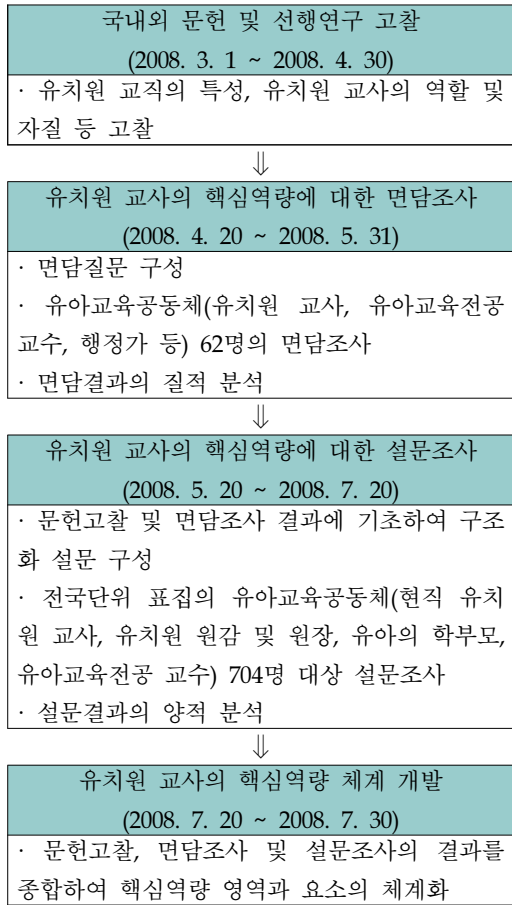 국내외 문헌 및 선행연구 고찰
(2008. 3. 1 ~ 2008. 4. 30)
· 유치원 교직의 특성, 유치원 교사의 역할 및
자질 등 고찰
⇓
유치원 교사의 핵심역량에 대한 면담조사
(2008. 4. 20 ~ 2008. 5. 31)
· 면담질문 구성
· 유아교육공동체(유치원 교사, 유아교육전공
교수, 행정가 등) 62명의 면담조사
· 면담결과의 질적 분석
⇓
유치원 교사의 핵심역량에 대한 설문조사
(2008. 5. 20 ~ 2008. 7. 20)
· 문헌고찰 및 면담조사 결과에 기초하여 구조
화 설문 구성
· 전국단위 표집의 유아교육공동체(현직 유치
원 교사, 유치원 원감 및 원장, 유아의 학부모,
유아교육전공 교수) 704명 대상 설문조사
· 설문결과의 양적 분석
⇓
유치원 교사의 핵심역량 체계 개발
(2008. 7. 20 ~ 2008. 7. 30)
· 문헌고찰, 면담조사 및 설문조사의 결과를
종합하여 핵심역량 영역과 요소의 체계화